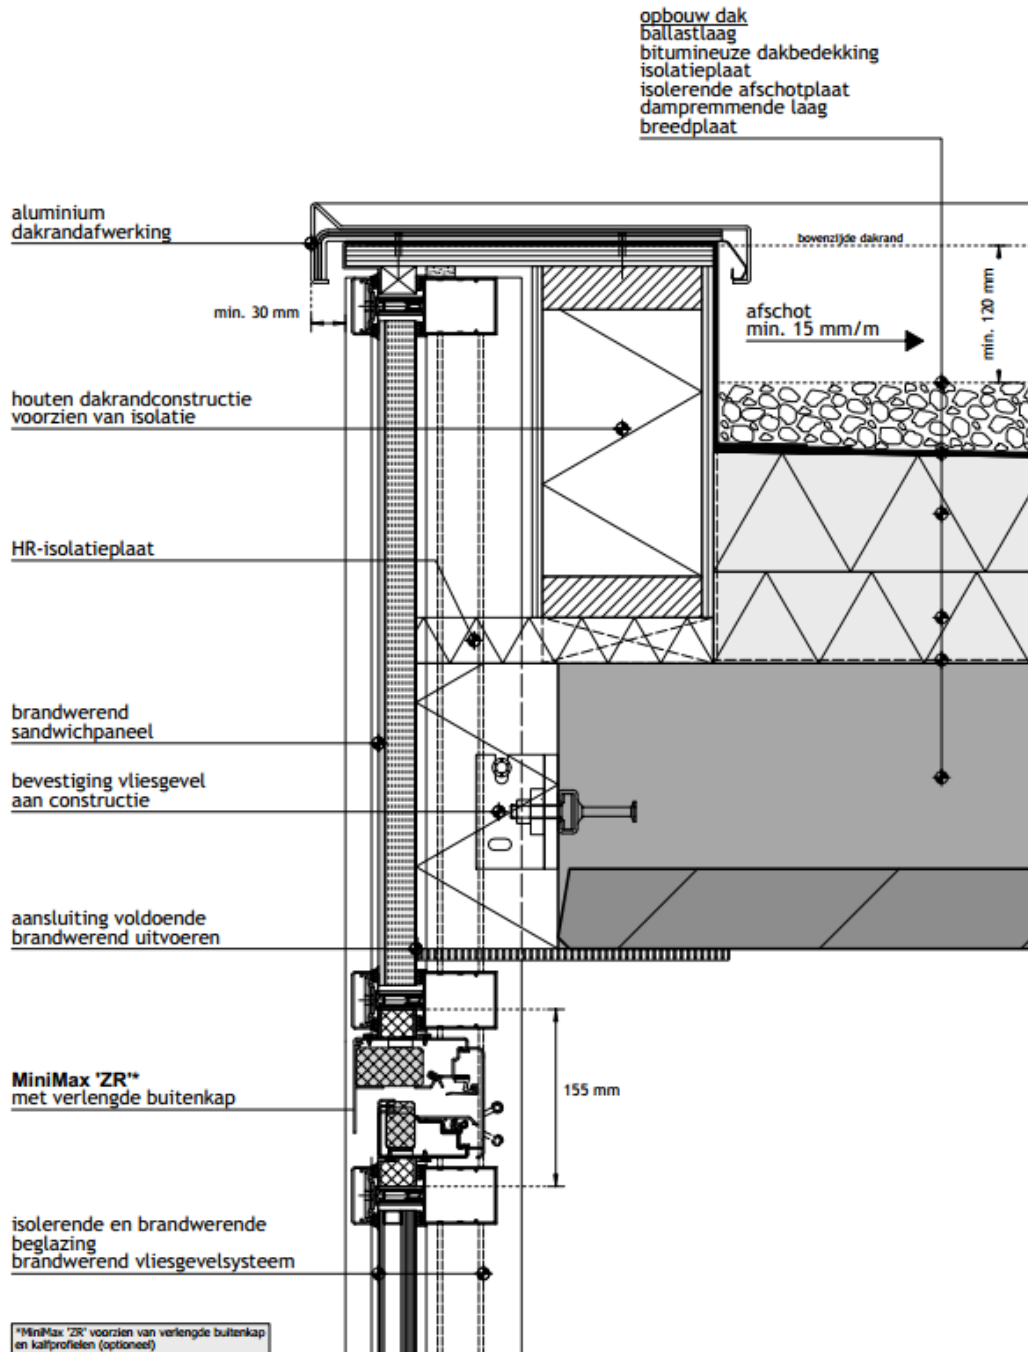 opbouw dak
ballastlaag
bitumineuze dakbedekking
isolatieplaat
isolerende afschotplaat
dampremmende laag
breedplaat
aluminium
dakrandafwerking
bovenzijde dakrand
min. 30 mm
afschot
min. 15 mm/m
min. 120 mm
houten dakrandconstructie
voorzien van isolatie
HR-isolatieplaat
brandwerend
sandwichpaneel
bevestiging vliesgevel
aan constructie
aansluiting voldoende
brandwerend uitvoeren
MiniMax 'ZR'*
met verlengde buitenkap
155 mm
isolerende en brandwerende
beglazing
brandwerend vliesgevelsysteem
*MiniMax 'ZR' voorzien van verlengde buitenkap
en kalfprofielen (optioneel)